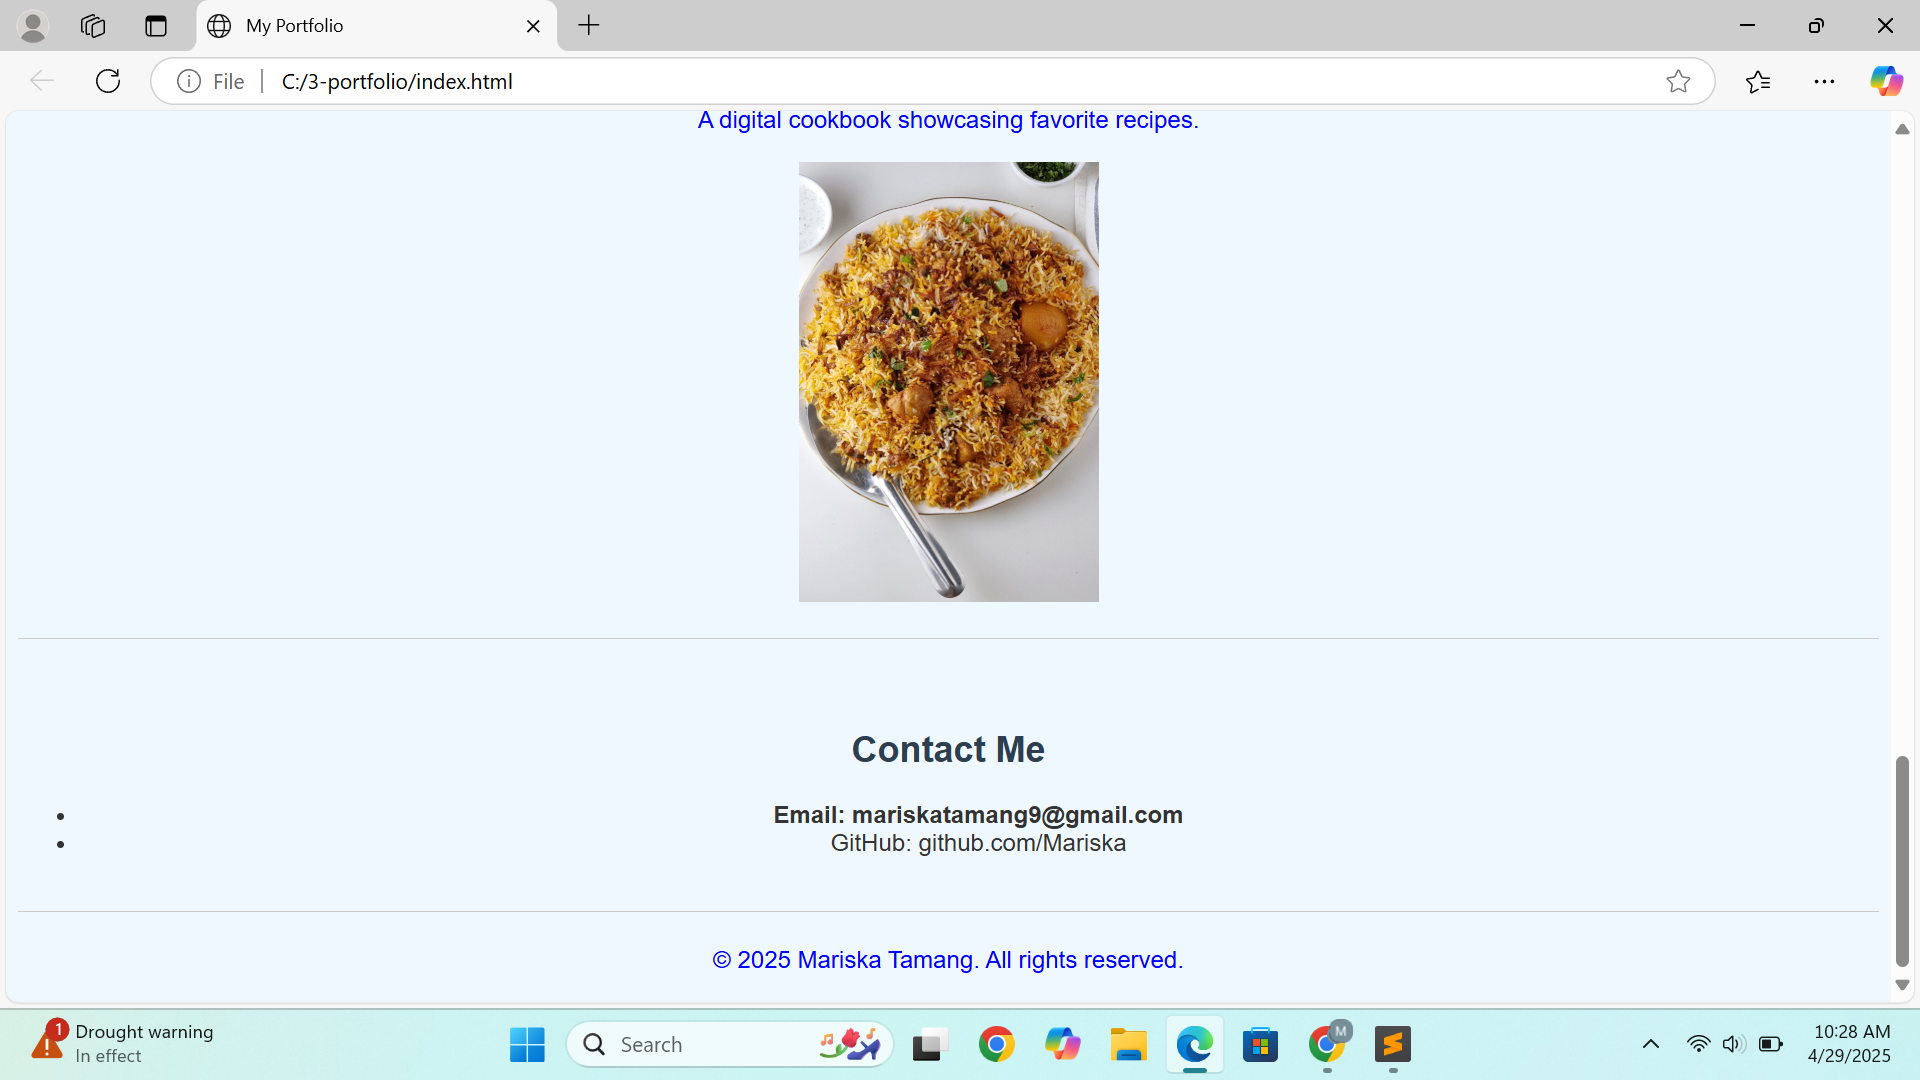 My Portfolio
File
C:/3-portfolio/index.html
A digital cookbook showcasing favorite recipes.
Contact Me
Email: mariskatamang9@gmail.com
GitHub: github.com/Mariska
© 2025 Mariska Tamang. All rights reserved.
1
Drought warning
In effect
Search
M
10:28 AM
4/29/2025